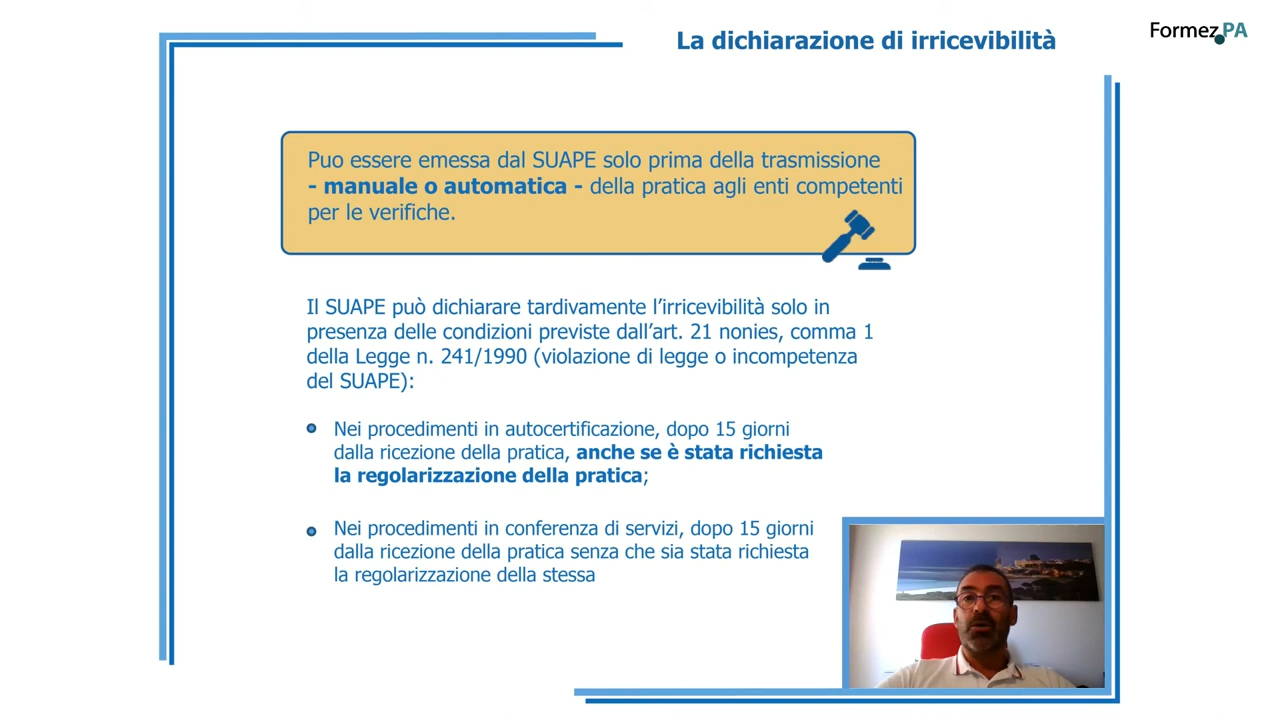 La dichiarazione di irricevibilità
Formez.PA
Puo essere emessa dal SUAPE solo prima della trasmissione
- manuale o automatica - della pratica agli enti competenti
per le verifiche.
Il SUAPE può dichiarare tardivamente l’irricevibilità solo in
presenza delle condizioni previste dall’art. 21 nonies, comma 1
della Legge n. 241/1990 (violazione di legge o incompetenza
del SUAPE):
Nei procedimenti in autocertificazione, dopo 15 giorni
dalla ricezione della pratica, anche se è stata richiesta
la regolarizzazione della pratica;
Nei procedimenti in conferenza di servizi, dopo 15 giorni
dalla ricezione della pratica senza che sia stata richiesta
la regolarizzazione della stessa